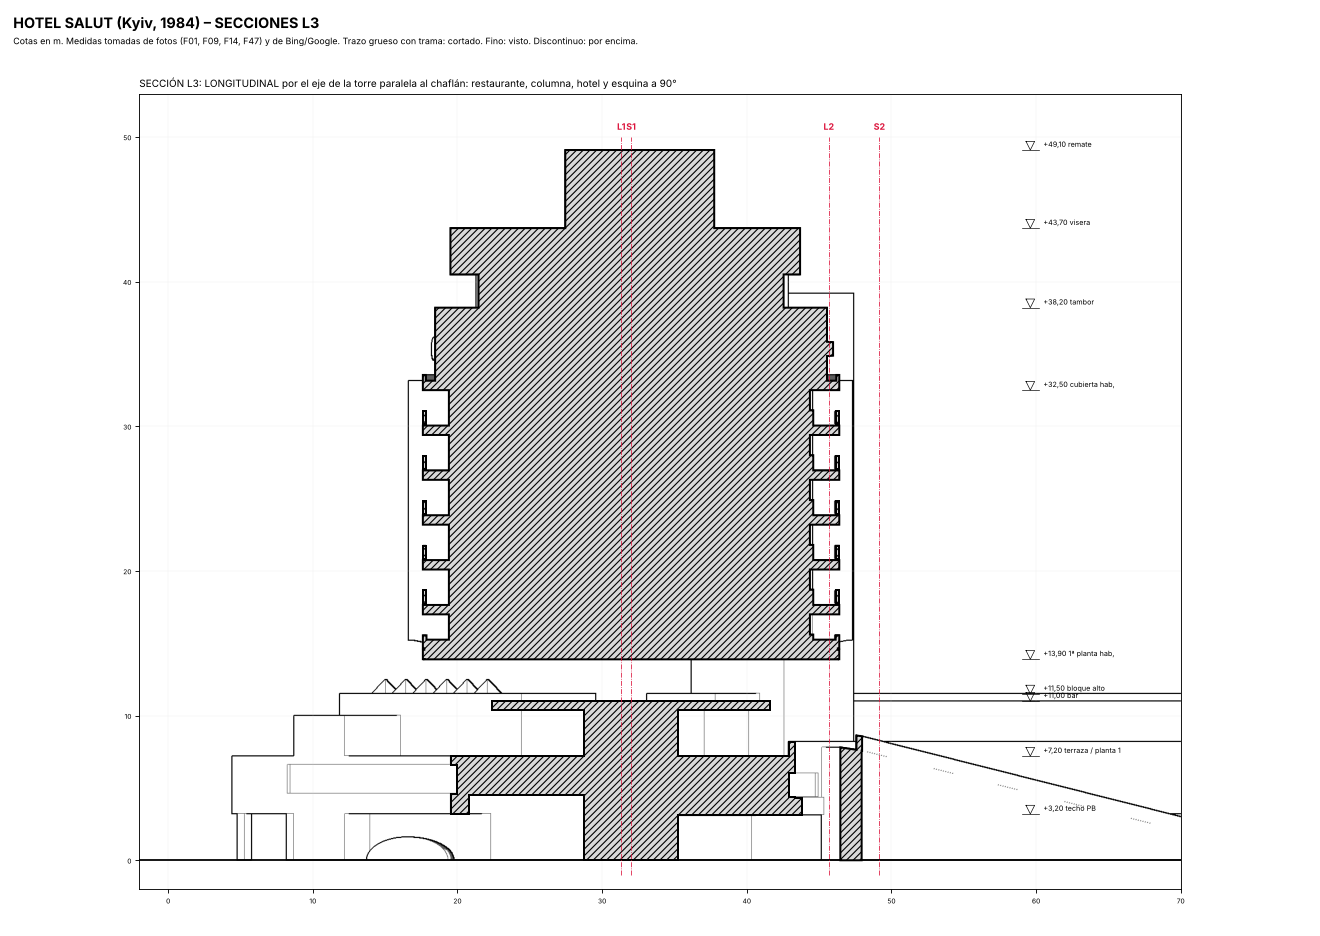 HOTEL SALUT (Kyiv, 1984) – SECCIONES L3
Cotas en m. Medidas tomadas de fotos (F01, F09, F14, F47) y de Bing/Google. Trazo grueso con trama: cortado. Fino: visto. Discontinuo: por encima.
SECCIÓN L3: LONGITUDINAL por el eje de la torre paralela al chaflán: restaurante, columna, hotel y esquina a 90°
L1S1
L2
S2
50
+49,10 remate
+43,70 visera
40
+38,20 tambor
+32,50 cubierta hab,
30
20
+13,90 1ª planta hab,
+11,50 bloque alto
+11,00 bar
10
+7,20 terraza / planta 1
+3,20 techo PB
0
0
10
20
30
40
50
60
70